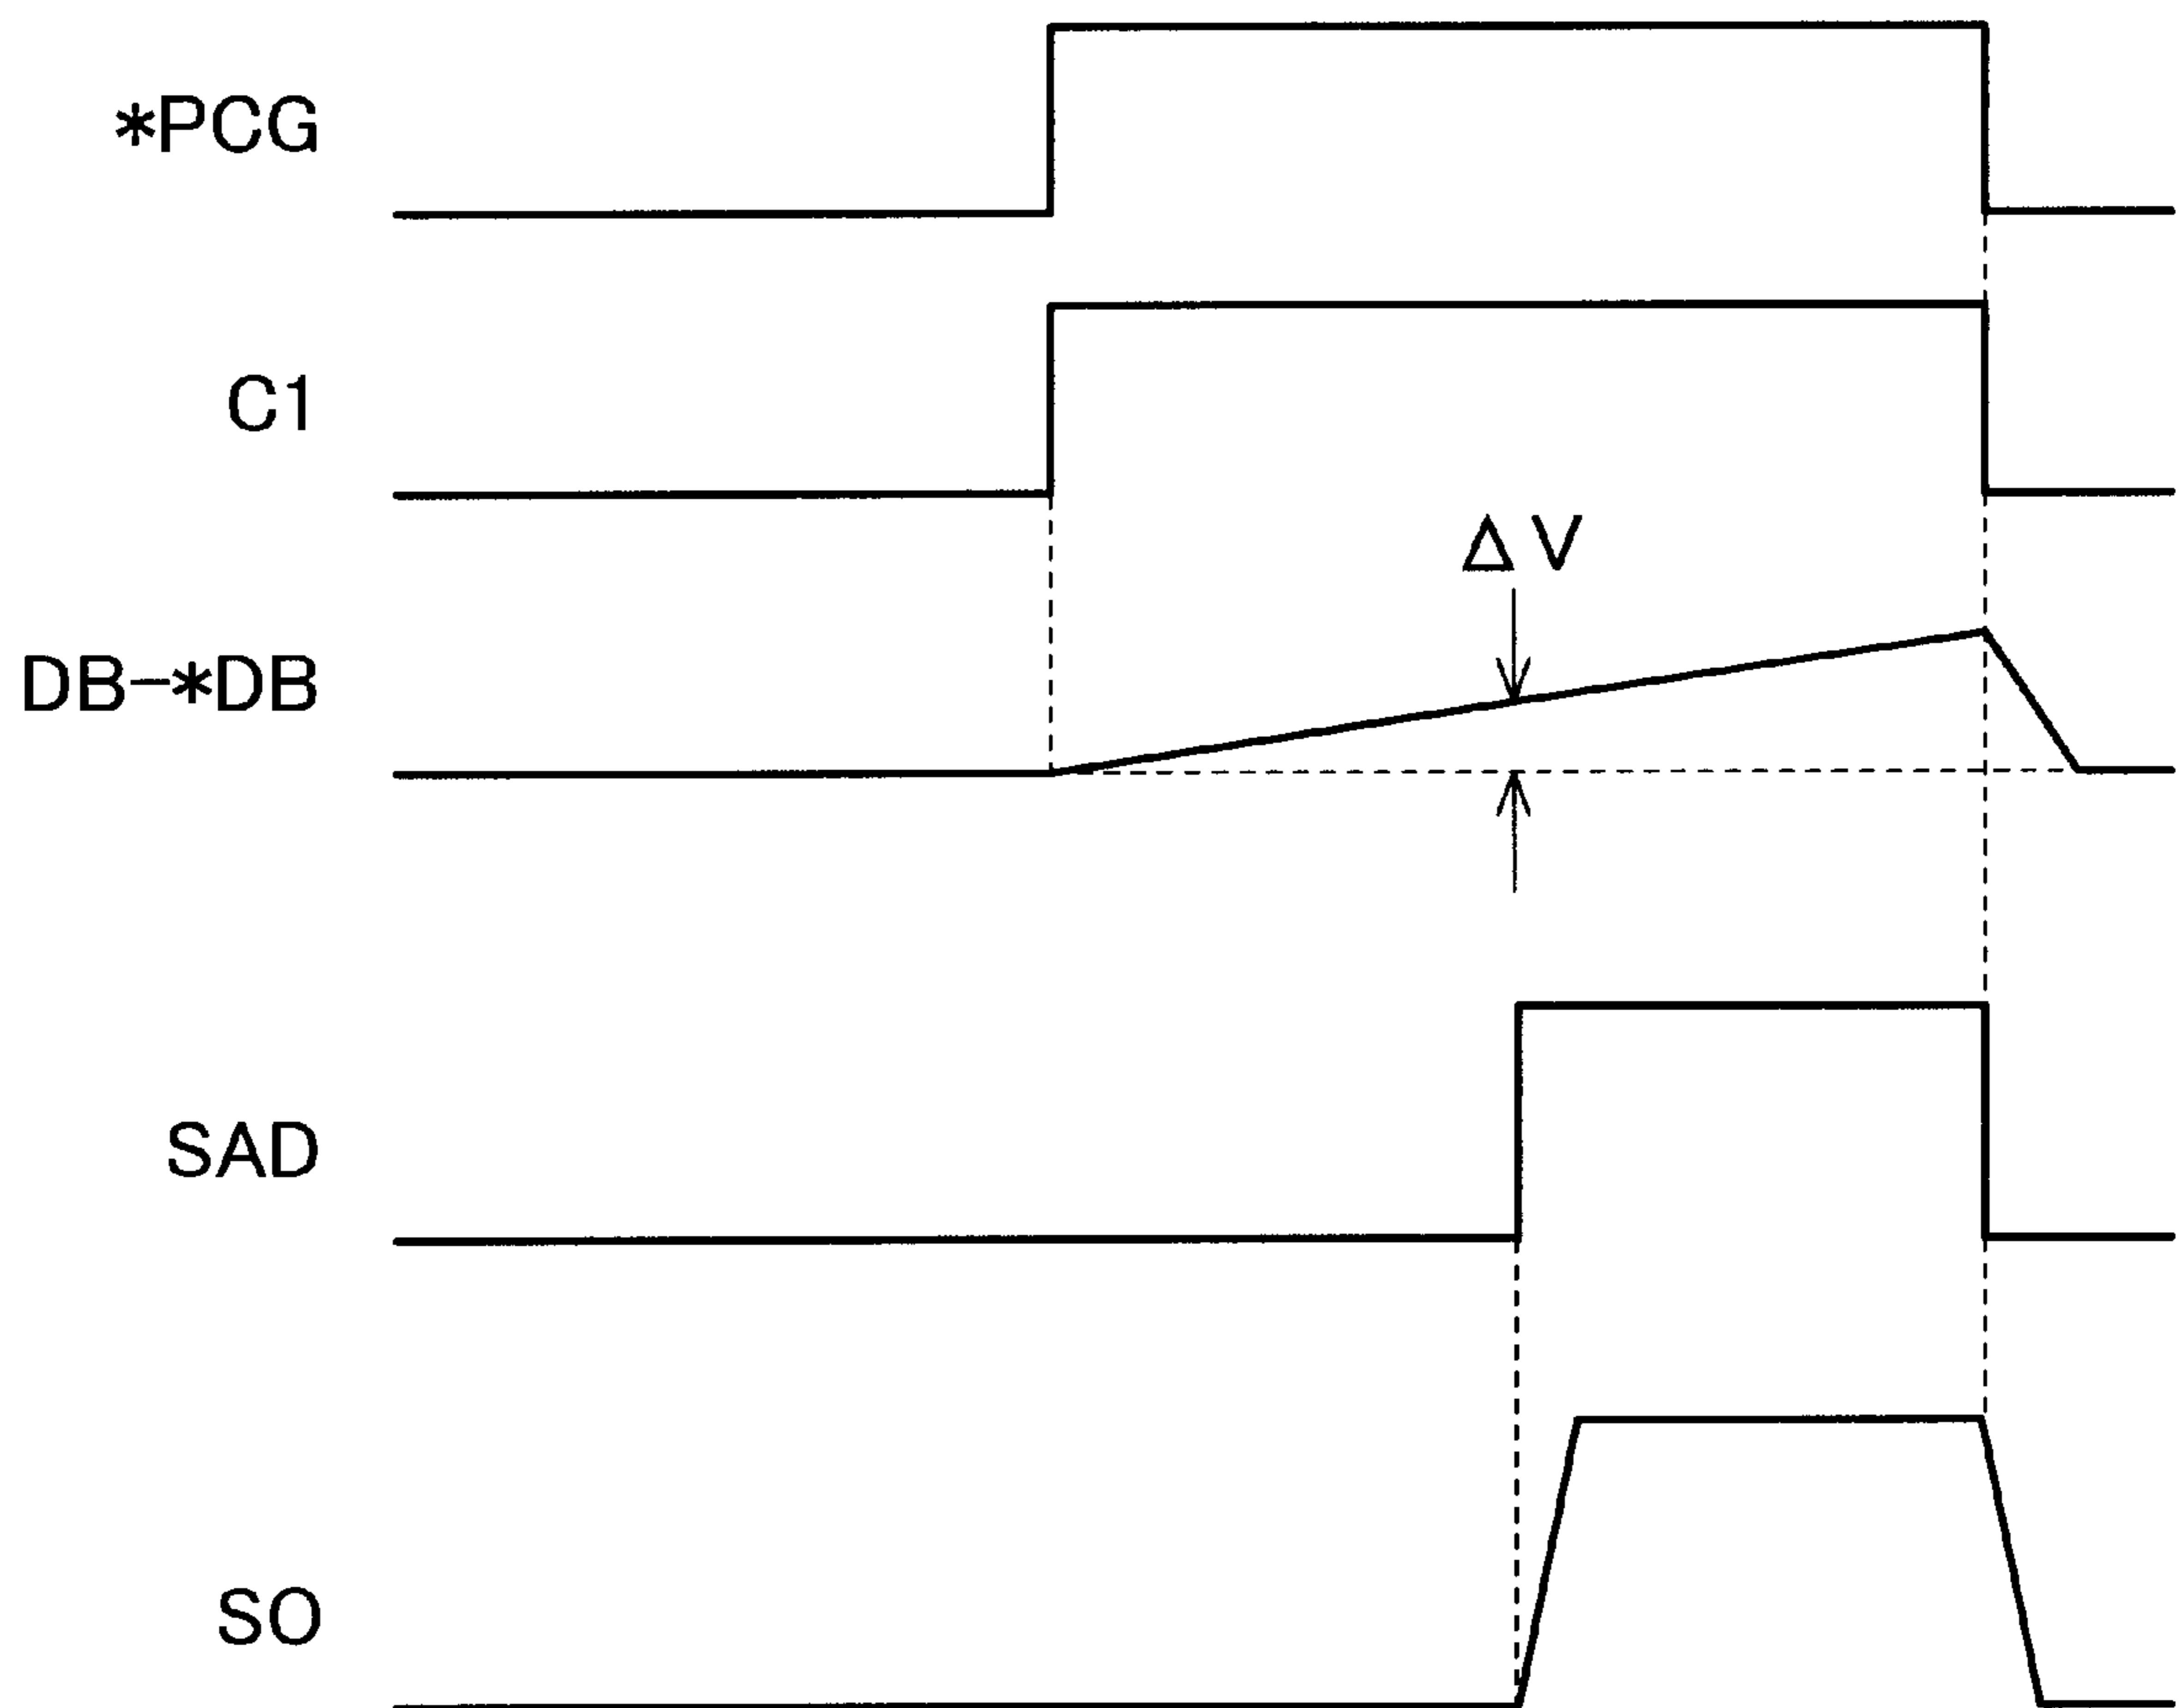 *PCG
C1
ΔV
DB-*DB
SAD
SO